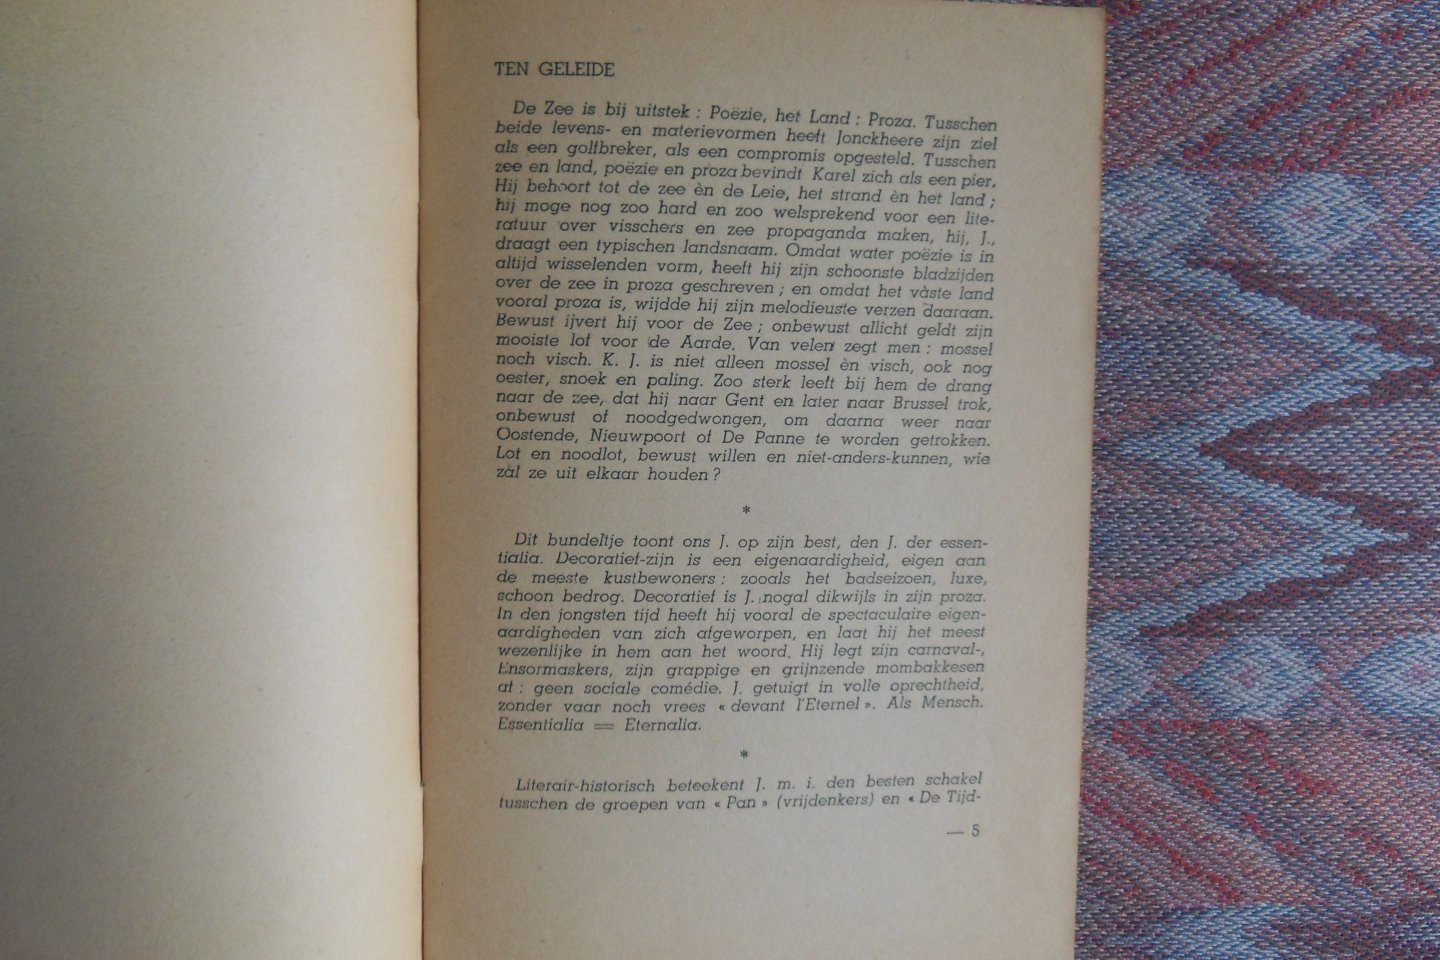 TEN GELEIDE
De Zee is bij uitstek : Poëzie, het Land : Proza. Tusschen
beide levens- en materievormen heeft Jonckheere zijn ziel
als een golfbreker, als een compromis opgesteld. Tusschen
zee en land, poëzie en proza bevindt Karel zich als een pier.
Hij behoort tot de zee èn de Leie, het strand èn het land ;
hij moge nog zoo hard en zoo welsprekend voor een lite-
ratuur over visschers en zee propaganda maken, hij, J.,
draagt een typischen landsnaam. Omdat water poëzie is in
altijd wisselenden vorm, heeft hij zijn schoonste bladzijden
over de zee in proza geschreven ; en omdat het vàste land
vooral proza is, wijdde hij zijn melodieuste verzen daaraan.
Bewust ijvert hij voor de Zee ; onbewust allicht geldt zijn
mooiste lof voor de Aarde. Van velen zegt men : mossel
noch visch. K. J. is niet alleen mossel èn visch, ook nog
oester, snoek en paling. Zoo sterk leeft bij hem de drang
naar de zee, dat hij naar Gent en later naar Brussel trok,
onbewust of noodgedwongen, om daarna weer naar
Oostende, Nieuwpoort of De Panne te worden getrokken.
Lot en noodlot, bewust willen en niet-anders-kunnen, wie
zàl ze uit elkaar houden ?
*
Dit bundeltje toont ons J. op zijn best, den J. der essen-
tialia. Decoratief-zijn is een eigenaardigheid, eigen aan
de meeste kustbewoners : zooals het badseizoen, luxe,
schoon bedrog. Decoratief is J. nogal dikwijls in zijn proza.
In den jongsten tijd heeft hij vooral de spectaculaire eigen-
aardigheden van zich afgeworpen, en laat hij het meest
wezenlijke in hem aan het woord. Hij legt zijn carnaval-,
Ensormaskers, zijn grappige en grijnzende mombakkesen
af : geen sociale comédie. J. getuigt in volle oprechtheid,
zonder vaar noch vrees « devant l'Eternel ». Als Mensch.
Essentialia = Eternalia.
*
Literair-historisch beteekent J. m. i. den besten schakel
tusschen de groepen van « Pan » (vrijdenkers) en « De Tijd-
— 5